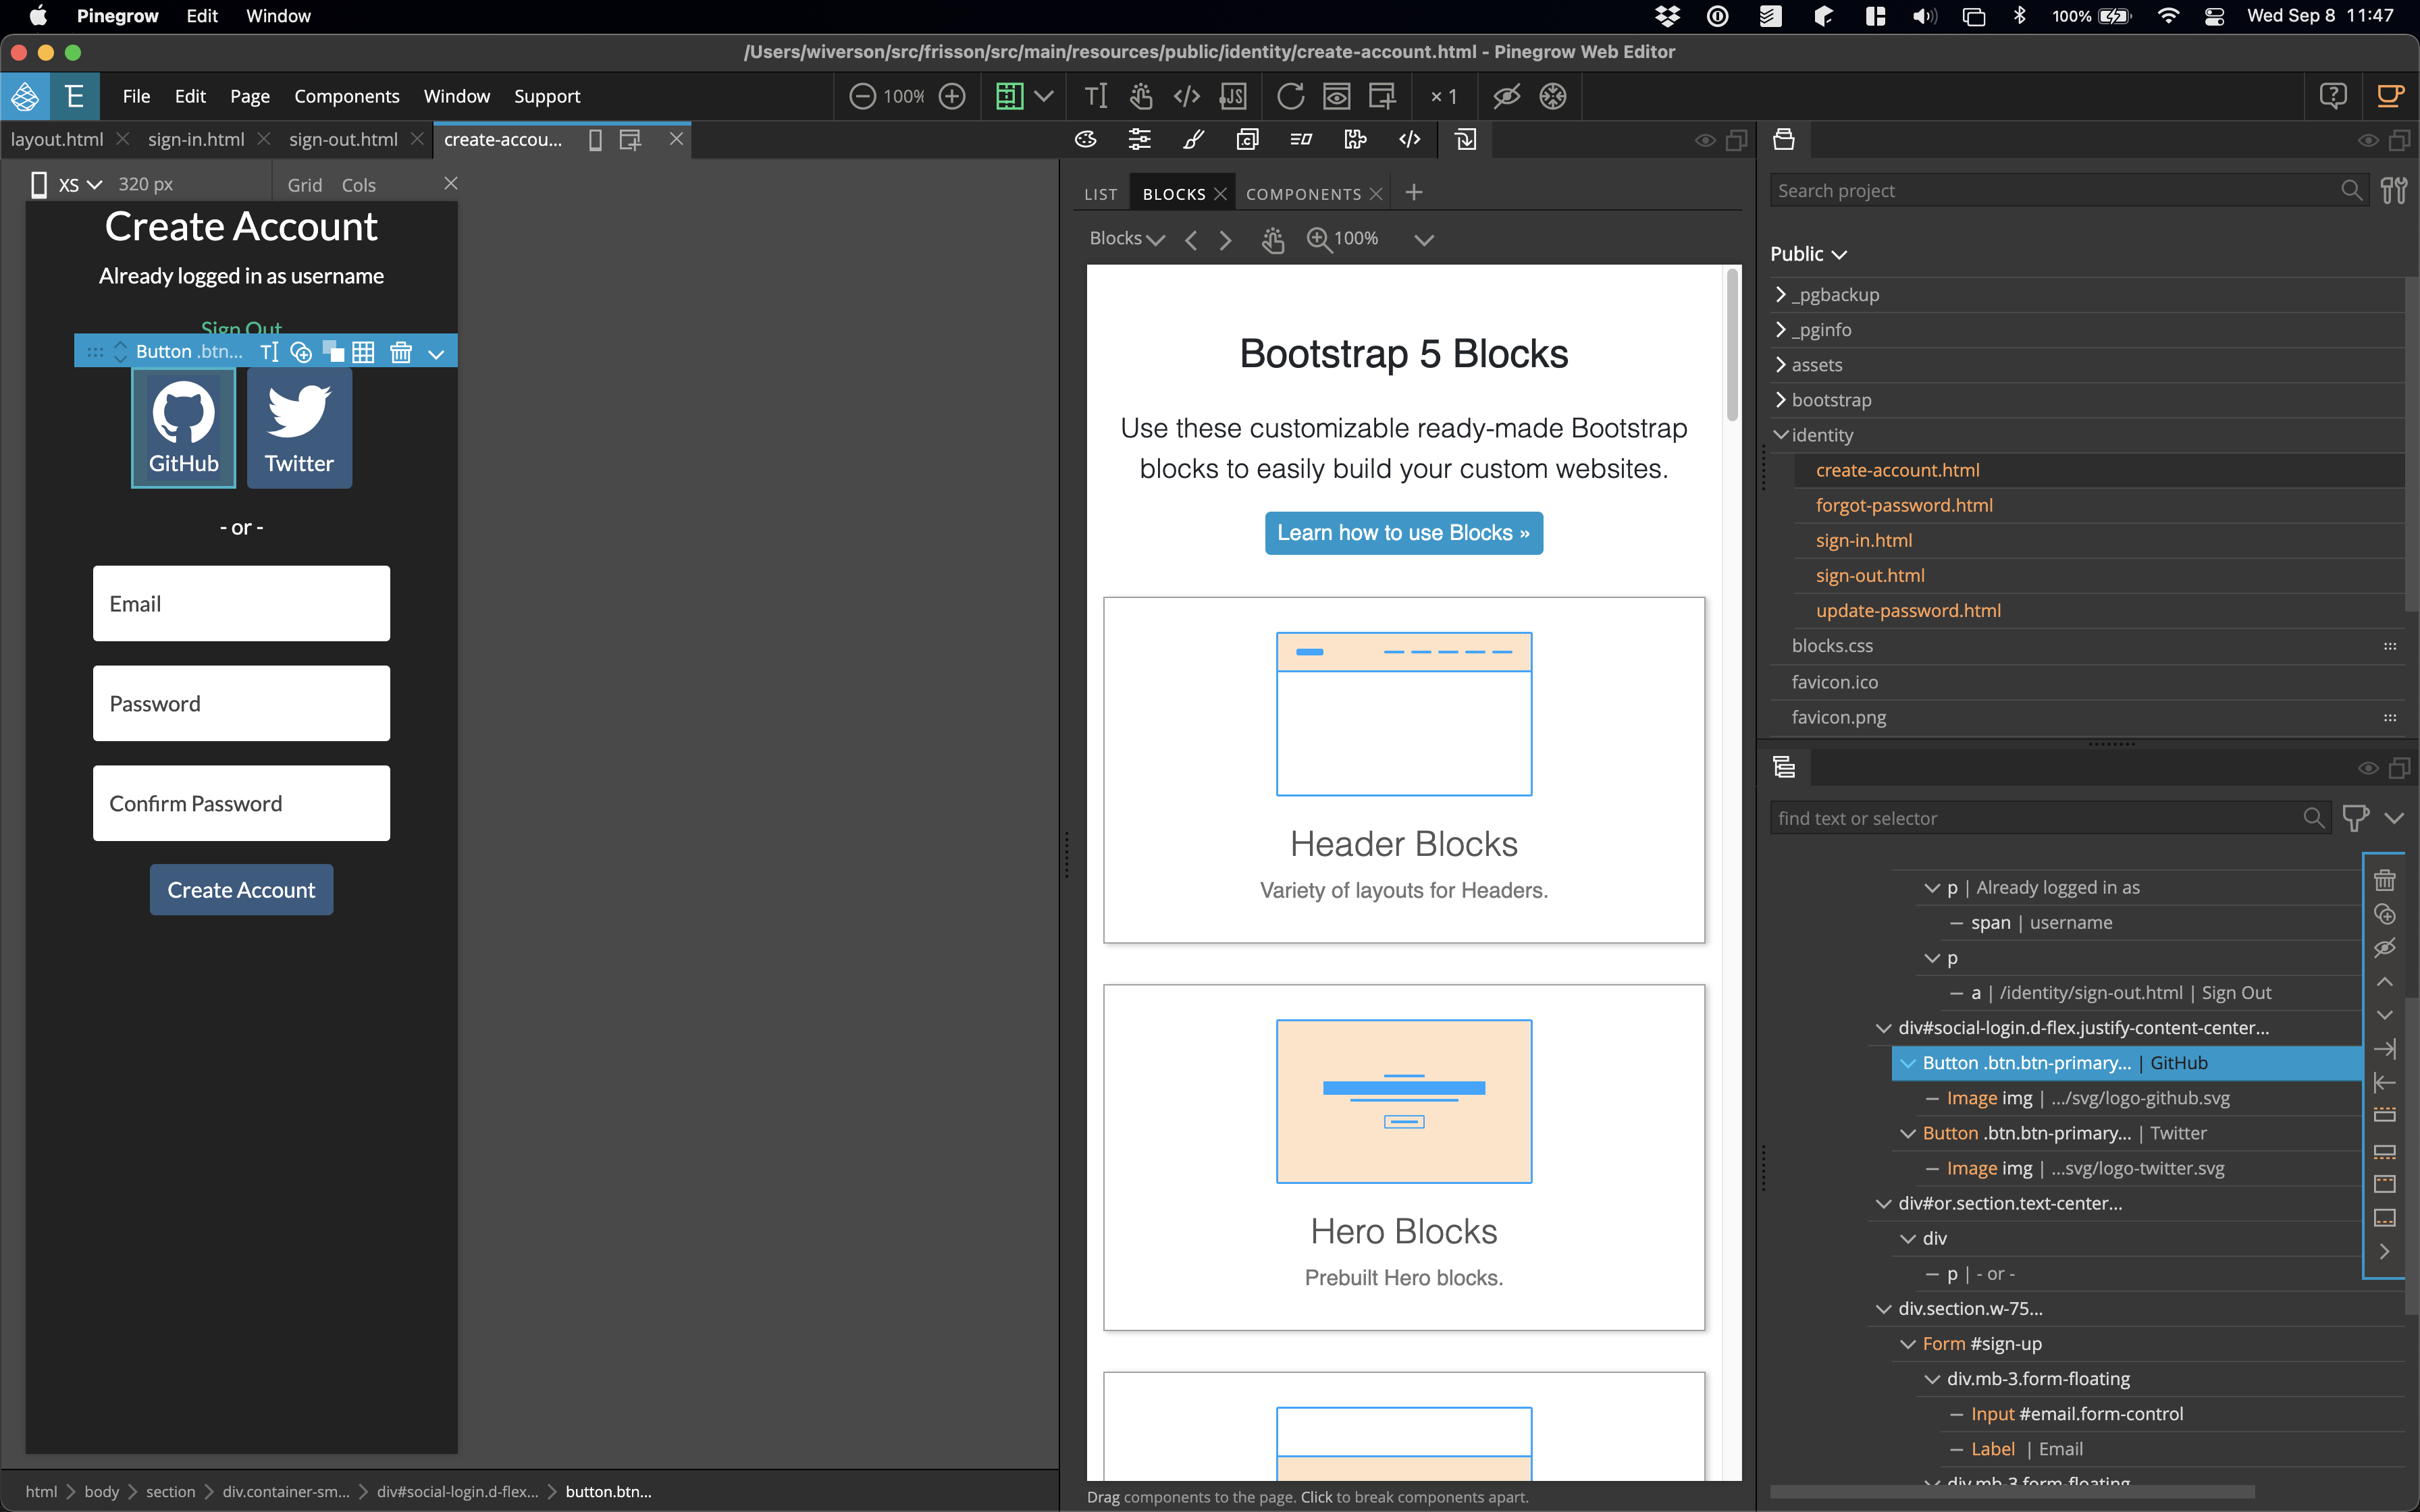 Pinegrow Edit Window 100% Wed Sep 8 11:47
/Users/wiverson/src/frisson/src/main/resources/public/identity/create-account.html - Pinegrow Web Editor
File Edit Page Components Window Support 100% JS × 1
layout.html sign-in.html sign-out.html create-accou...
XS 320 px Grid Cols
Create Account
Already logged in as username
Sign Out
Button .btn...
GitHub Twitter
- or -
Email
Password
Confirm Password
Create Account
html body section div.container-sm... div#social-login.d-flex... button.btn...
LIST BLOCKS COMPONENTS
Blocks 100%
Bootstrap 5 Blocks
Use these customizable ready-made Bootstrap
blocks to easily build your custom websites.
Learn how to use Blocks »
Header Blocks
Variety of layouts for Headers.
Hero Blocks
Prebuilt Hero blocks.
Drag components to the page. Click to break components apart.
Search project
Public
_pgbackup
_pginfo
assets
bootstrap
identity
create-account.html
forgot-password.html
sign-in.html
sign-out.html
update-password.html
blocks.css
favicon.ico
favicon.png
find text or selector
p | Already logged in as
span | username
p
a | /identity/sign-out.html | Sign Out
div#social-login.d-flex.justify-content-center...
Button .btn.btn-primary... | GitHub
Image img | .../svg/logo-github.svg
Button .btn.btn-primary... | Twitter
Image img | ...svg/logo-twitter.svg
div#or.section.text-center...
div
p | - or -
div.section.w-75...
Form #sign-up
div.mb-3.form-floating
Input #email.form-control
Label | Email
div.mb-3.form-floating